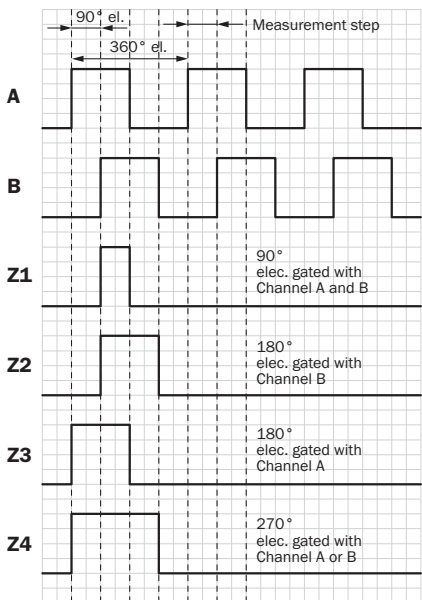 90° el.
Measurement step
360° el.
A
B
Z1
90°
elec. gated with
Channel A and B
Z2
180°
elec. gated with
Channel B
Z3
180°
elec. gated with
Channel A
Z4
270°
elec. gated with
Channel A or B